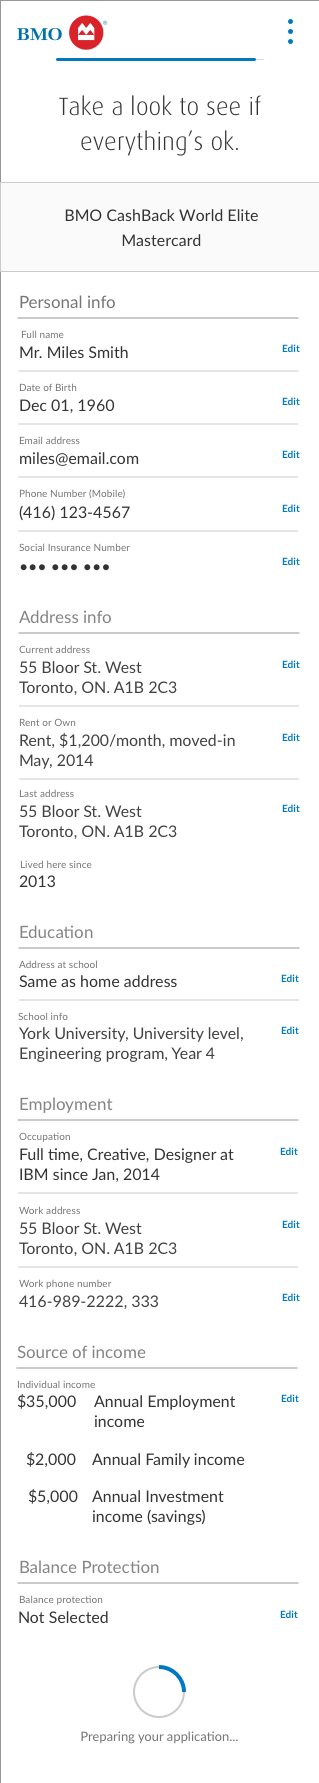 BMO
Take a look to see if
everything's ok.
BMO CashBack World Elite
Mastercard
Personal info
Full name
Mr. Miles Smith
Edit
Date of Birth
Dec 01, 1960
Edit
Email address
miles@email.com
Edit
Phone Number (Mobile)
(416) 123-4567
Edit
Social Insurance Number
••• ••• •••
Edit
Address info
Current address
55 Bloor St. West
Edit
Toronto, ON. A1B 2C3
Rent or Own
Rent, $1,200/month, moved-in
Edit
May, 2014
Last address
55 Bloor St. West
Edit
Toronto, ON. A1B 2C3
Lived here since
2013
Education
Address at school
Same as home address
Edit
School info
York University, University level,
Edit
Engineering program, Year 4
Employment
Occupation
Full time, Creative, Designer at
Edit
IBM since Jan, 2014
Work address
55 Bloor St. West
Edit
Toronto, ON. A1B 2C3
Work phone number
416-989-2222, 333
Edit
Source of income
Individual income
$35,000 Annual Employment
Edit
income
$2,000 Annual Family income
$5,000 Annual Investment
income (savings)
Balance Protection
Balance protection
Not Selected
Edit
Preparing your application...